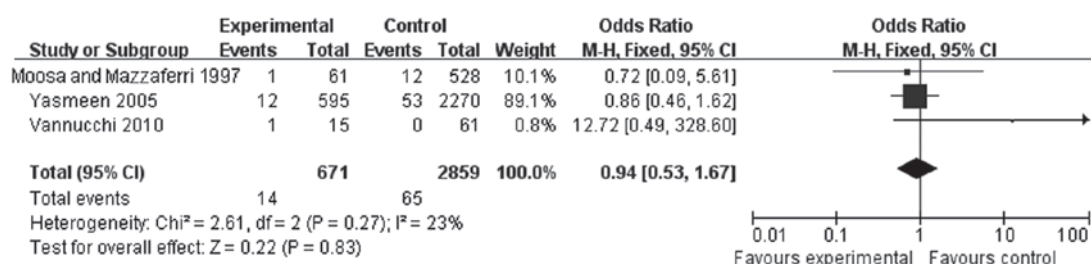 Experimental Control Odds Ratio Odds Ratio
Study or Subgroup Events Total Events Total Weight M-H, Fixed, 95% CI M-H, Fixed, 95% CI
Moosa and Mazzaferri 1997 1 61 12 528 10.1% 0.72 [0.09, 5.61]
Yasmeen 2005 12 595 53 2270 89.1% 0.86 [0.46, 1.62]
Vannucchi 2010 1 15 0 61 0.8% 12.72 [0.49, 328.60]
Total (95% CI) 671 2859 100.0% 0.94 [0.53, 1.67]
Total events 14 65
Heterogeneity: Chi² = 2.61, df = 2 (P = 0.27); I² = 23%
Test for overall effect: Z = 0.22 (P = 0.83)
0.01 0.1 1 10 100
Favours experimental Favours control